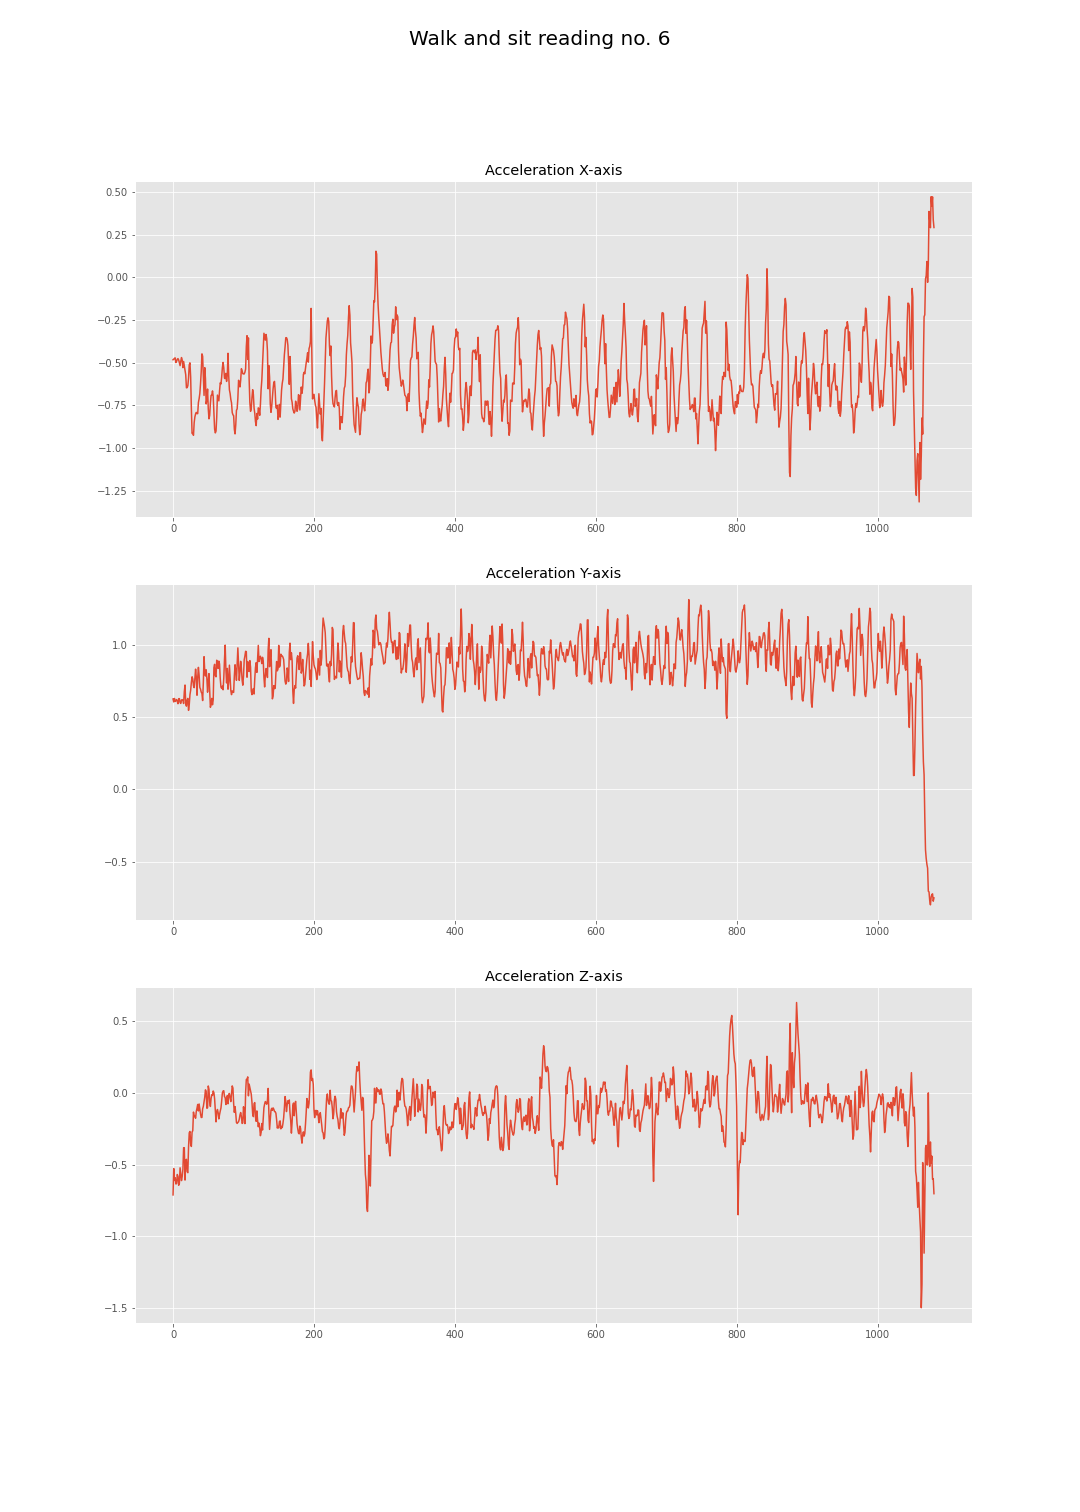 Walk and sit reading no. 6
Acceleration X-axis
0.50
0.25
0.00
−0.25
−0.50
−0.75
−1.00
−1.25
0 200 400 600 800 1000
Acceleration Y-axis
1.0
0.5
0.0
−0.5
0 200 400 600 800 1000
Acceleration Z-axis
0.5
0.0
−0.5
−1.0
−1.5
0 200 400 600 800 1000